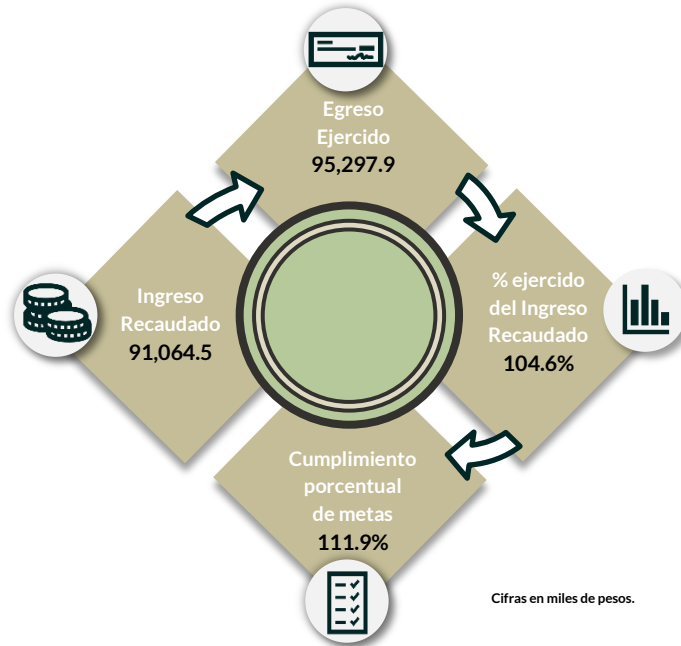 Egreso
Ejercido
95,297.9
Ingreso
Recaudado
91,064.5
% ejercido
del Ingreso
Recaudado
104.6%
Cumplimiento
porcentual
de metas
111.9%
Cifras en miles de pesos.